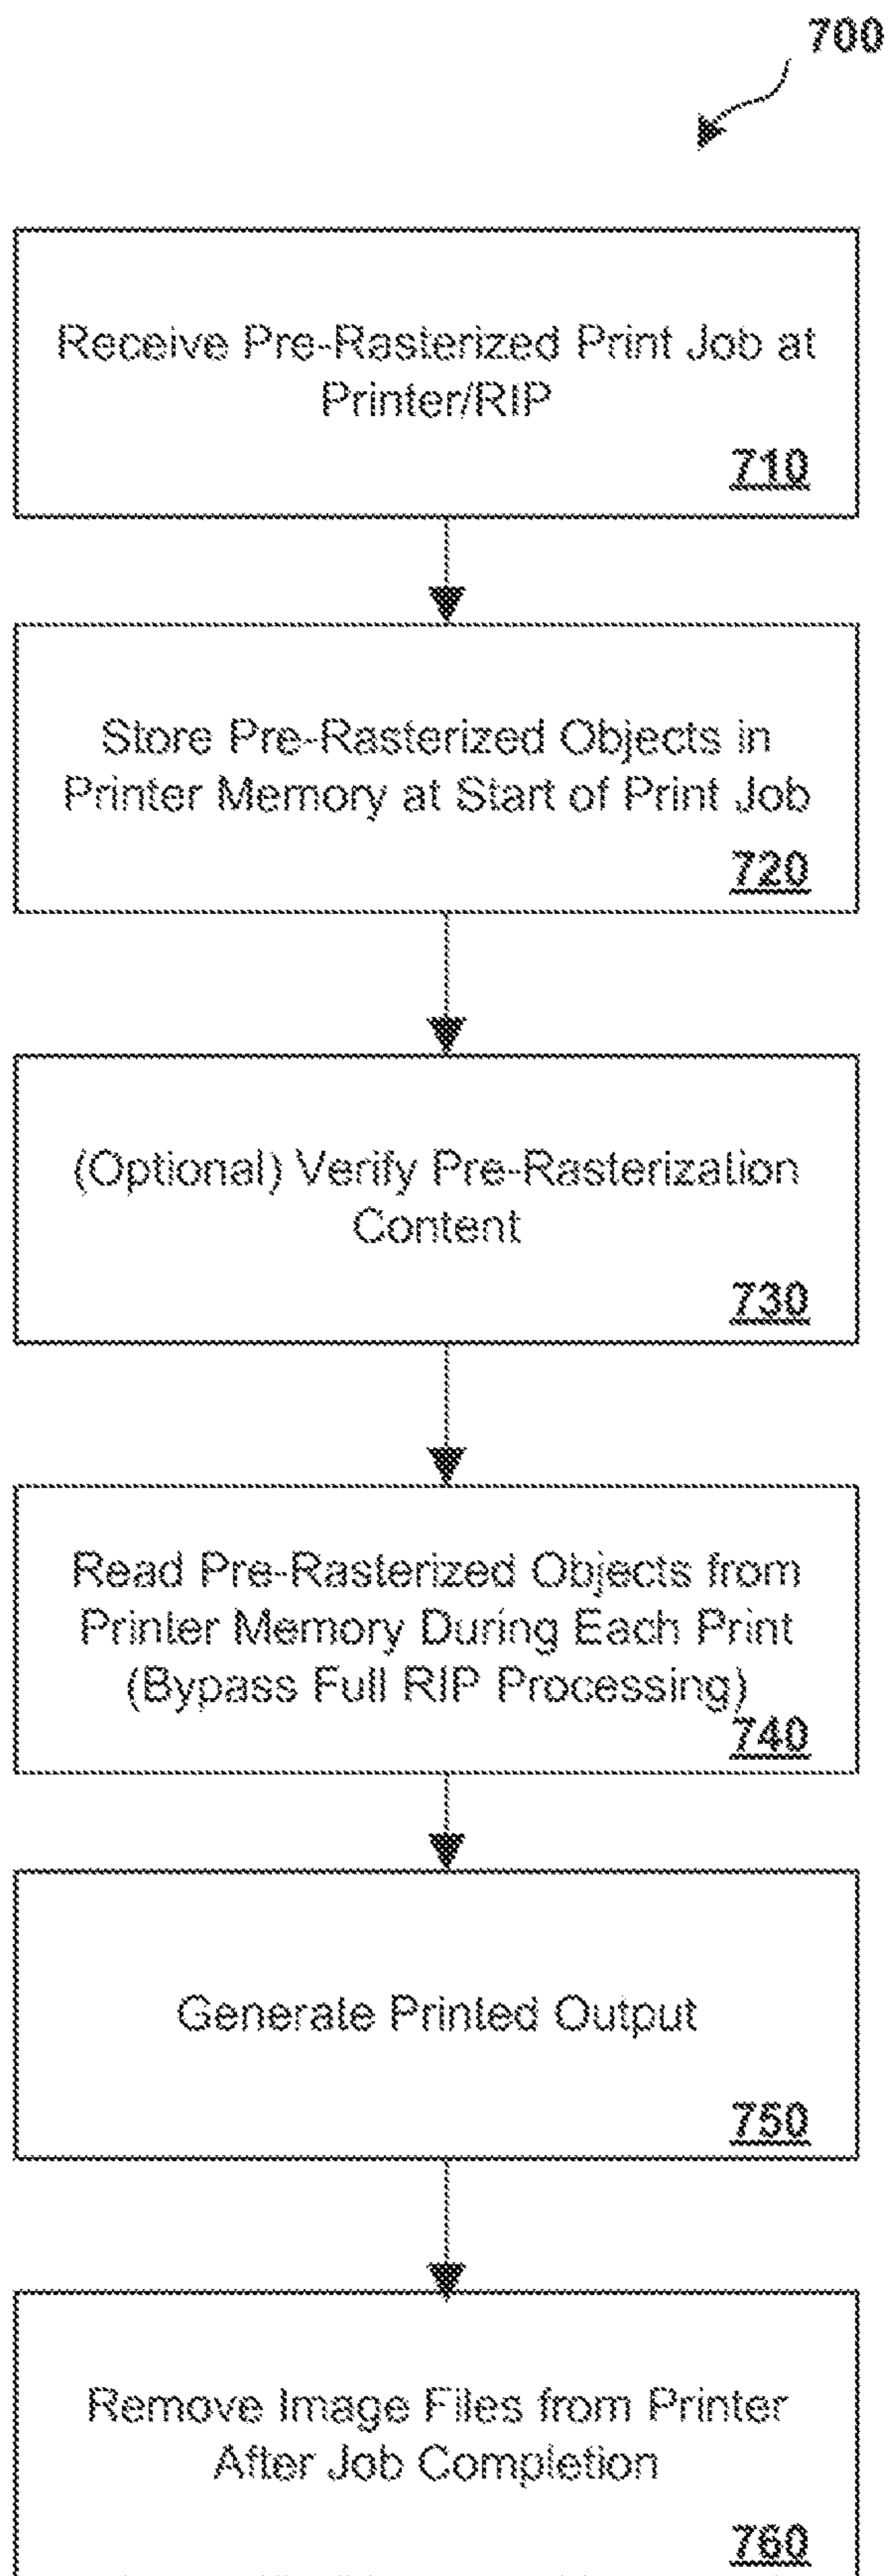 700
Receive Pre-Rasterized Print Job at
Printer/RIP
710
Store Pre-Rasterized Objects in
Printer Memory at Start of Print Job
720
(Optional) Verify Pre-Rasterization
Content
730
Read Pre-Rasterized Objects from
Printer Memory During Each Print
(Bypass Full RIP Processing)
740
Generate Printed Output
750
Remove Image Files from Printer
After Job Completion
760